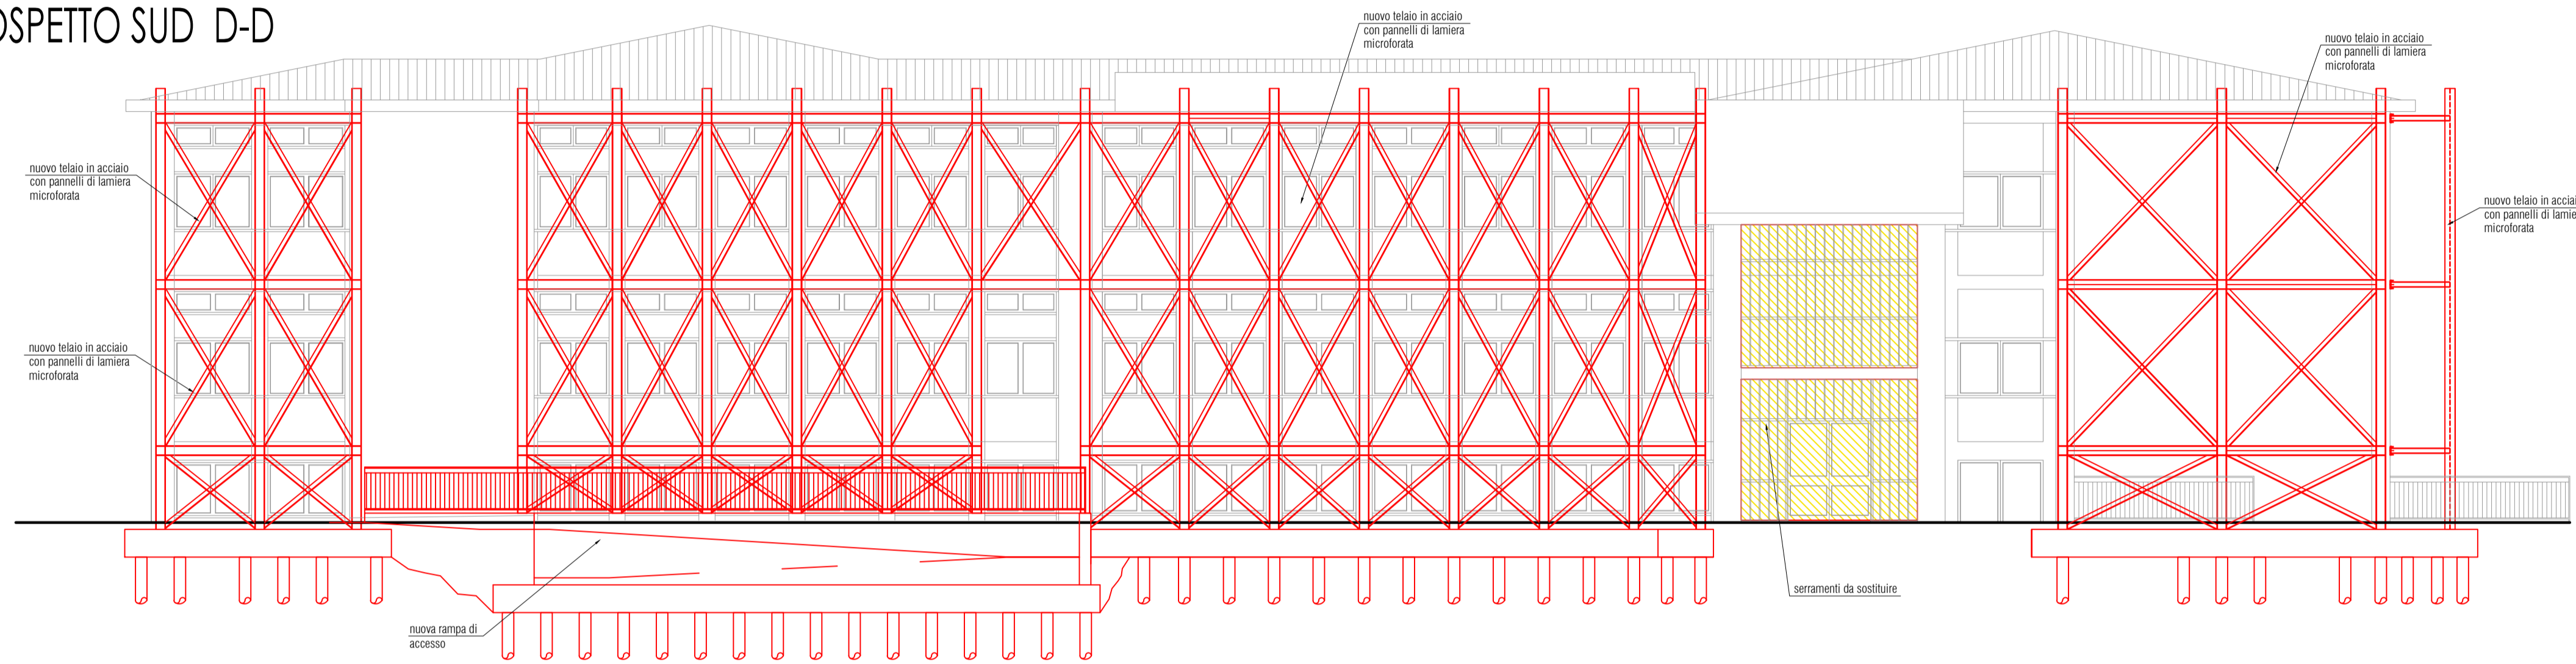 OSPETTO SUD D-D
nuovo telaio in acciaio
con pannelli di lamiera
microforata
nuovo telaio in acciaio
con pannelli di lamiera
microforata
nuovo telaio in acciaio
con pannelli di lamiera
microforata
nuovo telaio in acciaio
con pannelli di lamiera
microforata
nuovo telaio in acciai
con pannelli di lamie
microforata
serramenti da sostituire
nuova rampa di
accesso